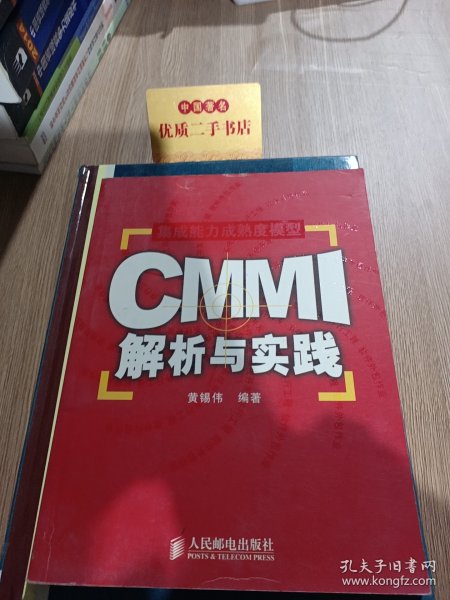 中国著名
优质二手书店
集成能力成熟度模型
CMMI
解析与实践
黄锡伟 编著
人民邮电出版社
POSTS & TELECOM PRESS
孔夫子旧书网
www.kongfz.com